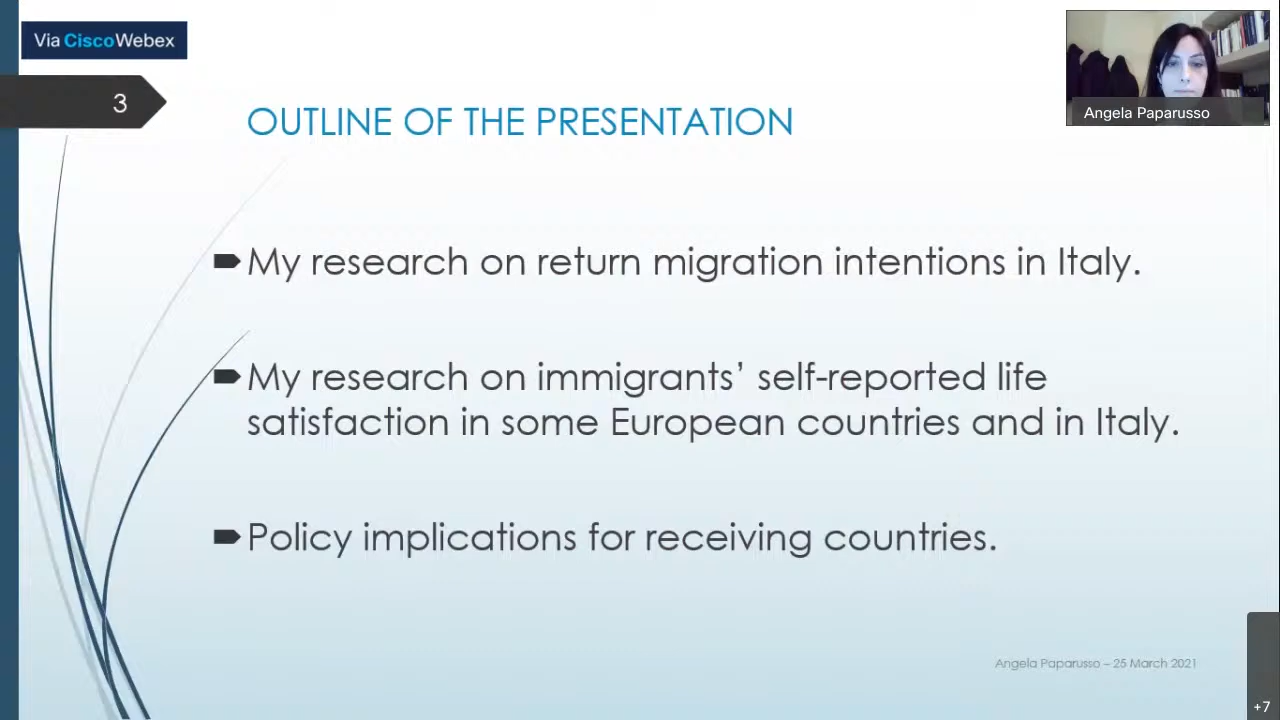 Via CiscoWebex
3
OUTLINE OF THE PRESENTATION
Angela Paparusso
My research on return migration intentions in Italy.
My research on immigrants’ self-reported life
satisfaction in some European countries and in Italy.
Policy implications for receiving countries.
Angela Paparusso – 25 March 2021
+7